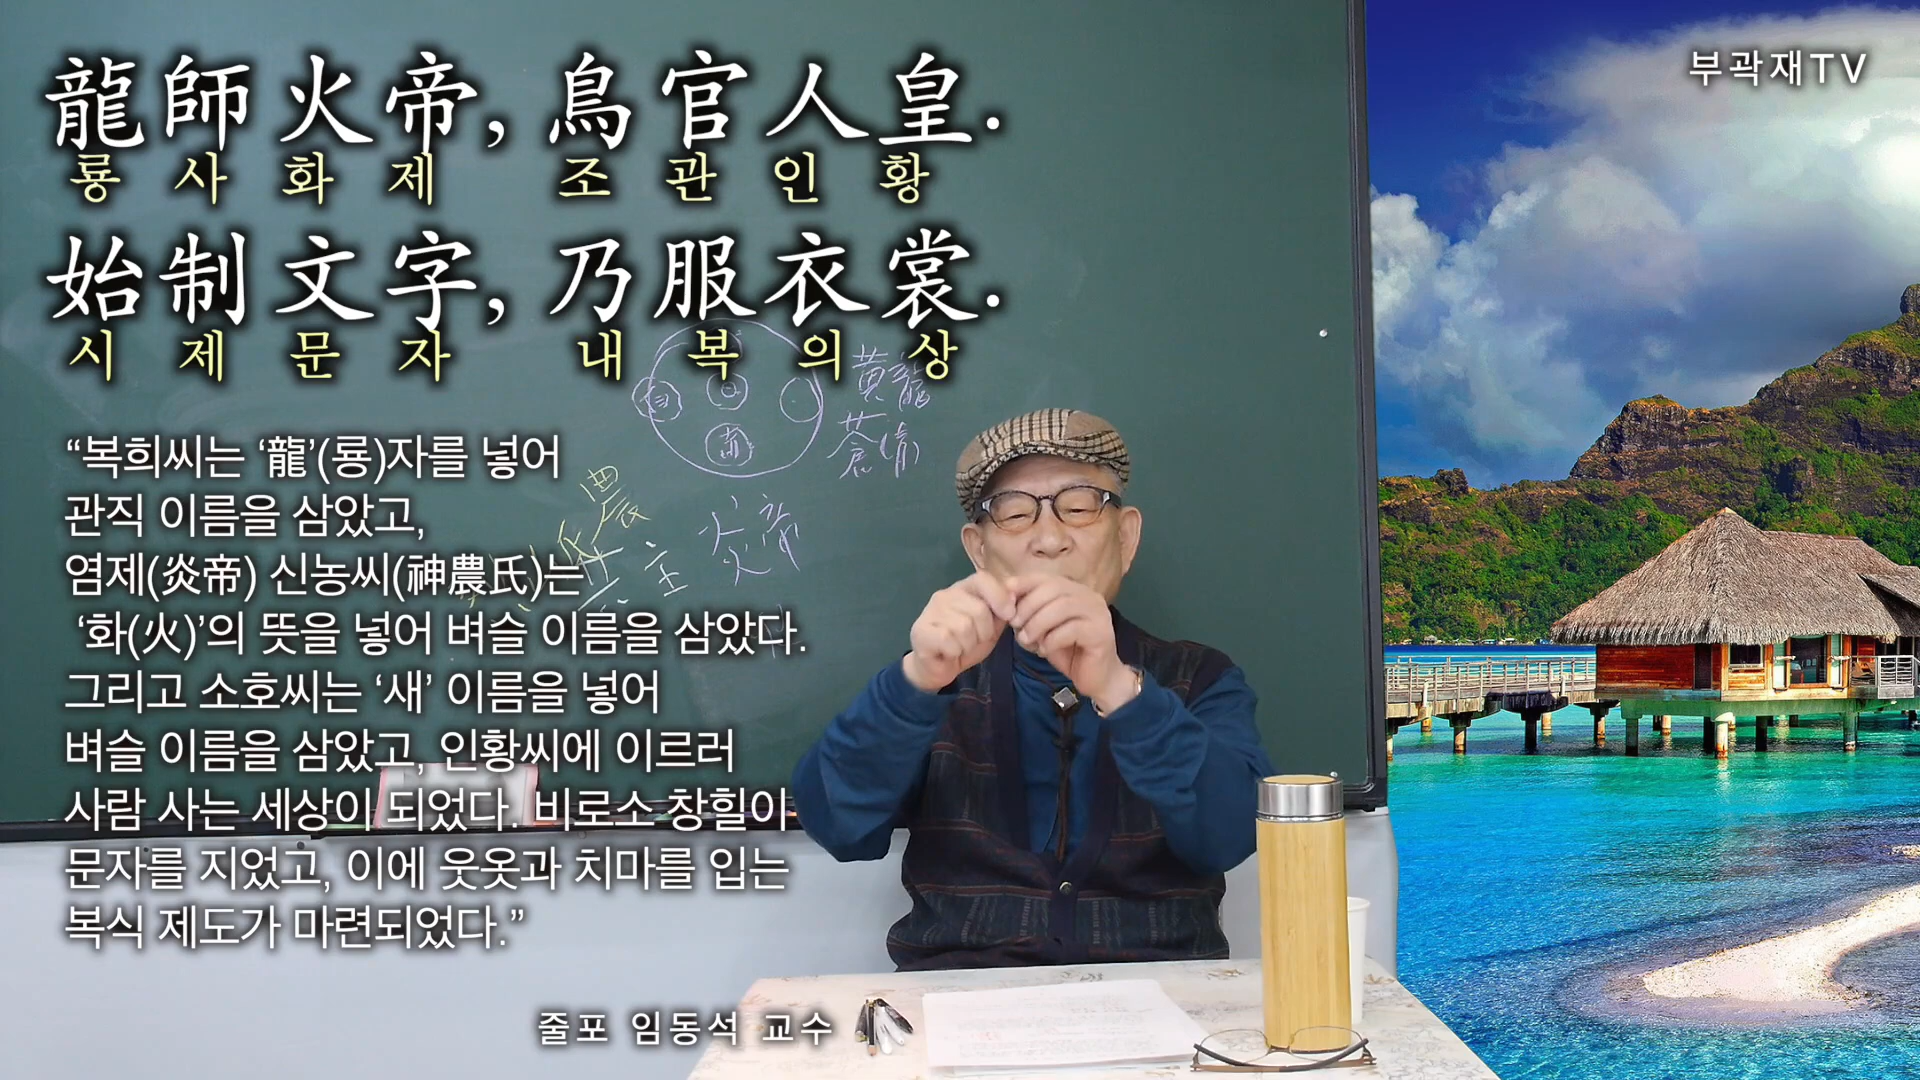 龍師火帝, 鳥官人皇.
룡사화제 조관인황
始制文字, 乃服衣裳.
시제문자 내복의상
부곽재TV
黄龍
蒼
農
火帝
“복희씨는 ‘龍’(룡)자를 넣어
관직 이름을 삼았고,
염제(炎帝) 신농씨(神農氏)는
‘화(火)’의 뜻을 넣어 벼슬 이름을 삼았다.
그리고 소호씨는 ‘새’ 이름을 넣어
벼슬 이름을 삼았고, 인황씨에 이르러
사람 사는 세상이 되었다. 비로소 창힐이
문자를 지었고, 이에 웃옷과 치마를 입는
복식 제도가 마련되었다.”
줄포 임동석 교수